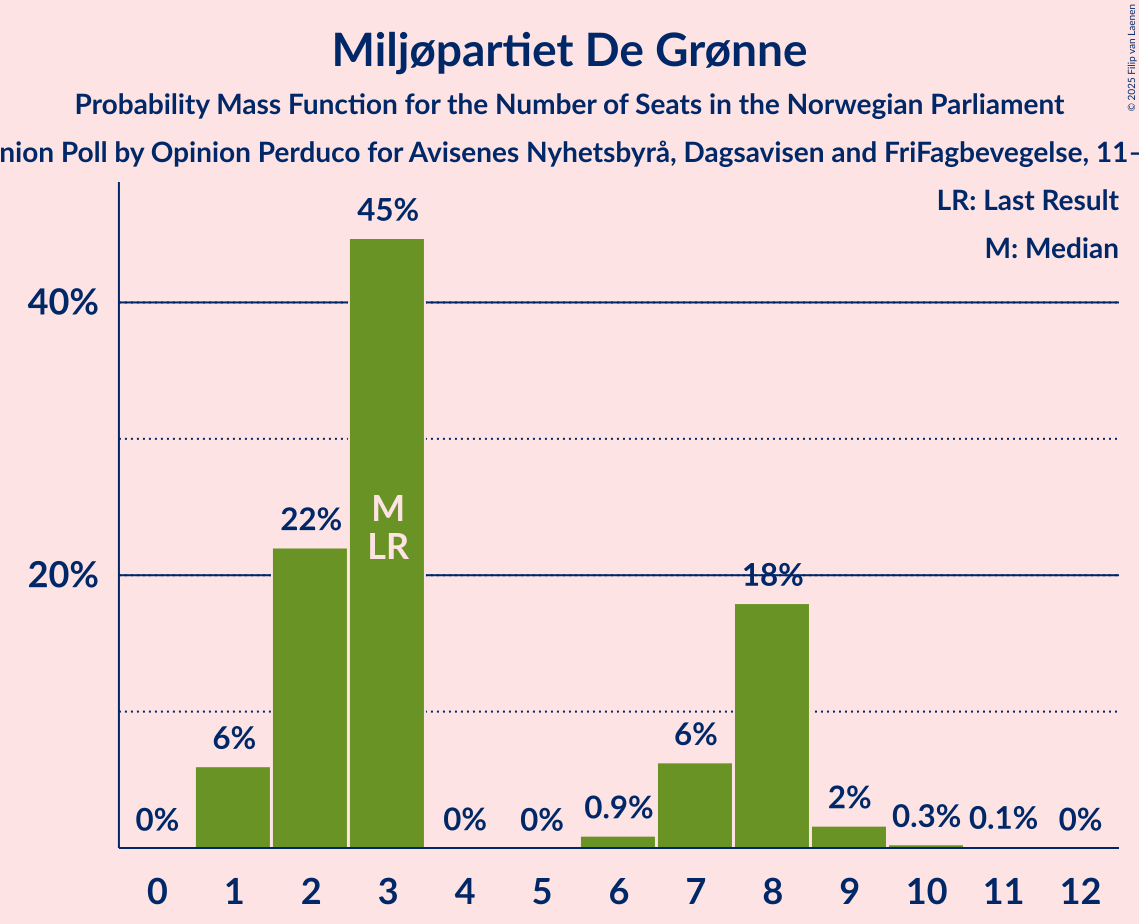 Miljøpartiet De Grønne
Probability Mass Function for the Number of Seats in the Norwegian Parliament
nion Poll by Opinion Perduco for Avisenes Nyhetsbyrå, Dagsavisen and FriFagbevegelse, 11–
© 2025 Filip van Laenen
LR: Last Result
M: Median
45%
40%
M
LR
22%
20%
18%
6%
6%
0%
0%
0%
0.9%
2%
0.3%
0.1%
0%
0 1 2 3 4 5 6 7 8 9 10 11 12